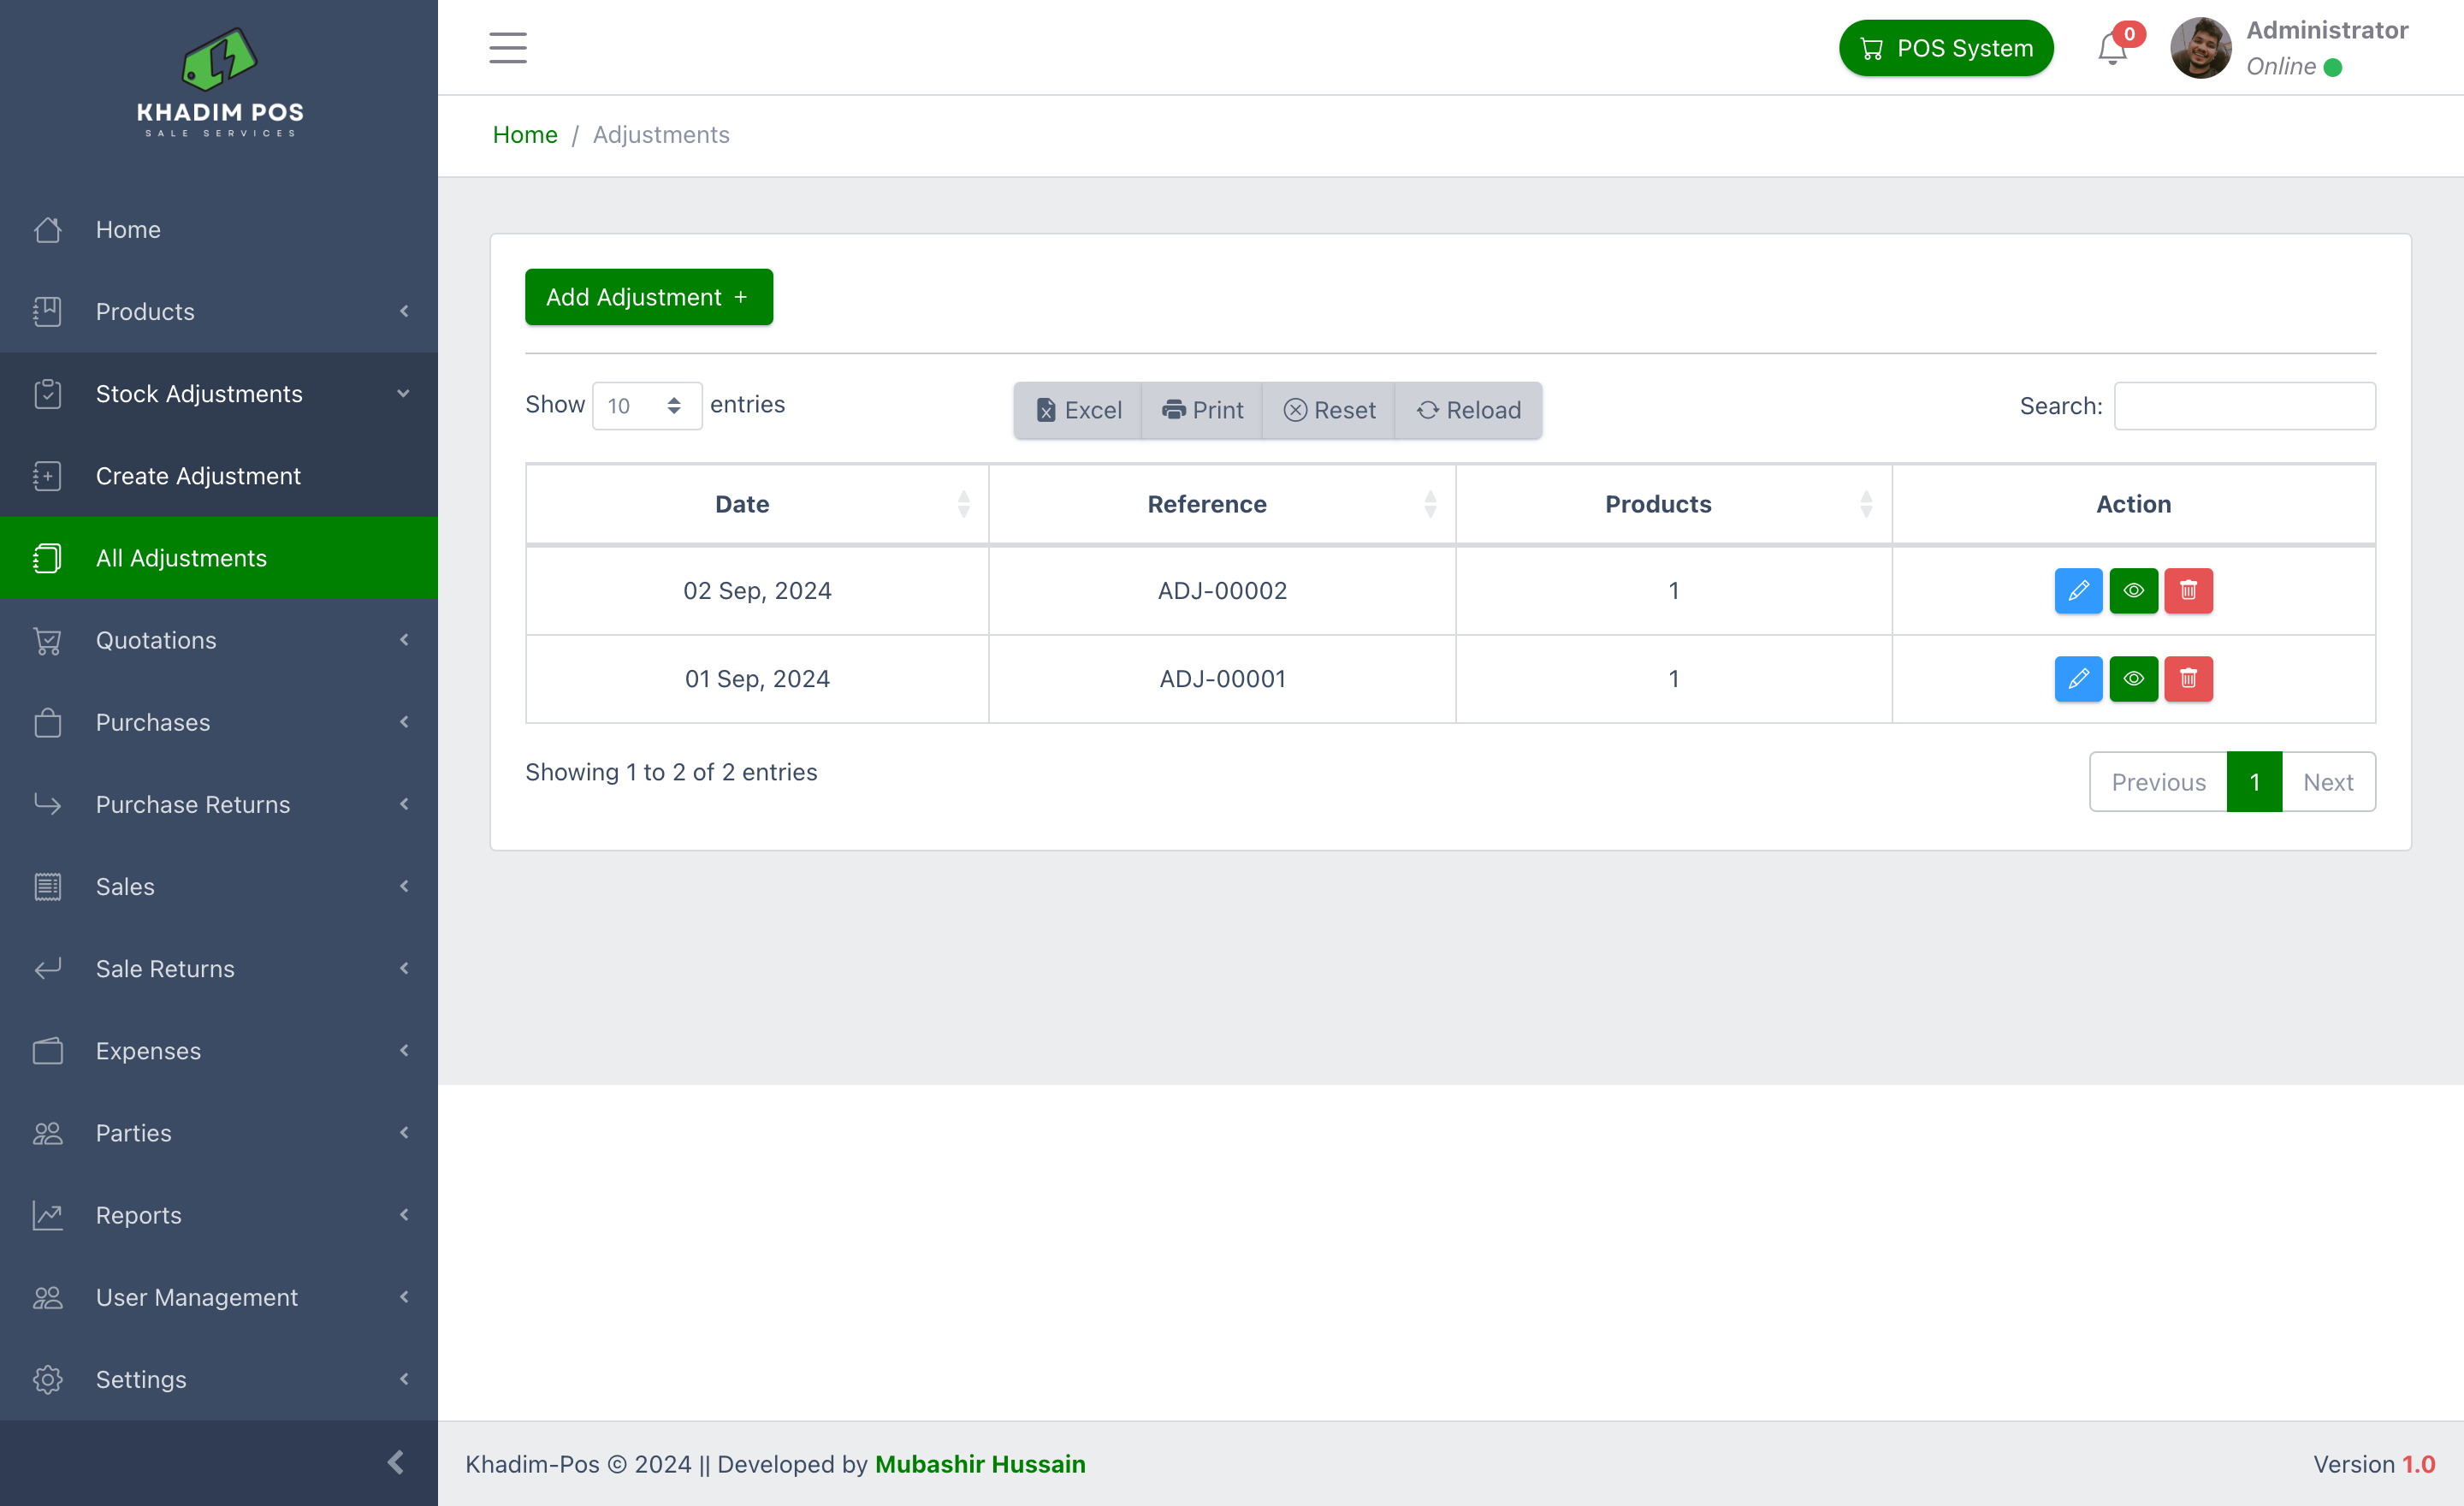 KHADIM POS
SALE SERVICES
Home
Products
Stock Adjustments
Create Adjustment
All Adjustments
Quotations
Purchases
Purchase Returns
Sales
Sale Returns
Expenses
Parties
Reports
User Management
Settings
POS System
0
Administrator
Online
Home / Adjustments
Add Adjustment +
Show 10 entries
Excel Print Reset Reload
Search:
Date Reference Products Action
02 Sep, 2024 ADJ-00002 1
01 Sep, 2024 ADJ-00001 1
Showing 1 to 2 of 2 entries
Previous 1 Next
Khadim-Pos © 2024 || Developed by Mubashir Hussain
Version 1.0